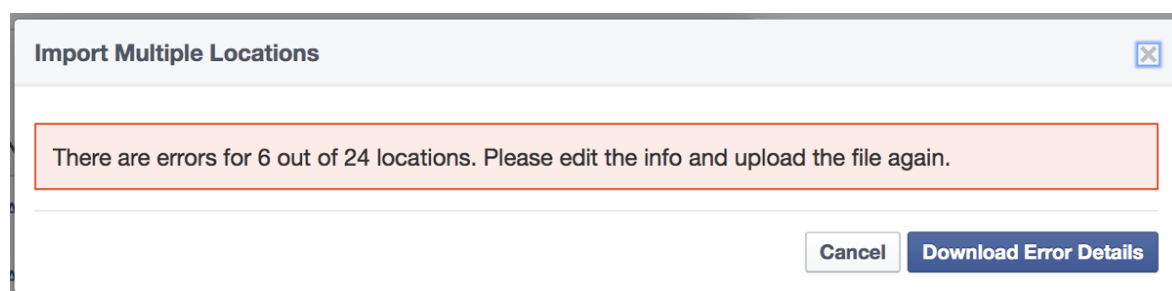 Import Multiple Locations
There are errors for 6 out of 24 locations. Please edit the info and upload the file again.
Cancel
Download Error Details